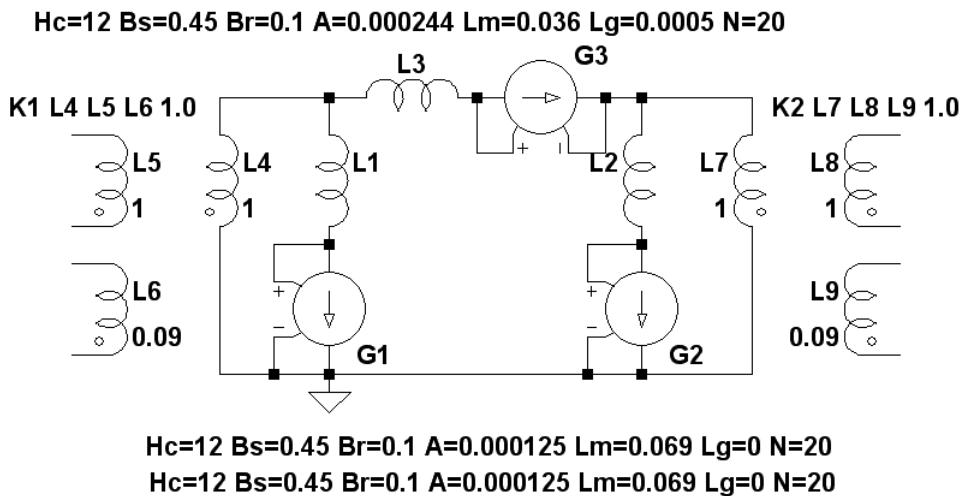 Hc=12 Bs=0.45 Br=0.1 A=0.000244 Lm=0.036 Lg=0.0005 N=20
G3
L3
K1 L4 L5 L6 1.0
K2 L7 L8 L9 1.0
L5
L4
L1
L2
L7
L8
1
1
1
1
+
-
L6
+
+
L9
0.09
-
-
0.09
G1
G2
Hc=12 Bs=0.45 Br=0.1 A=0.000125 Lm=0.069 Lg=0 N=20
Hc=12 Bs=0.45 Br=0.1 A=0.000125 Lm=0.069 Lg=0 N=20